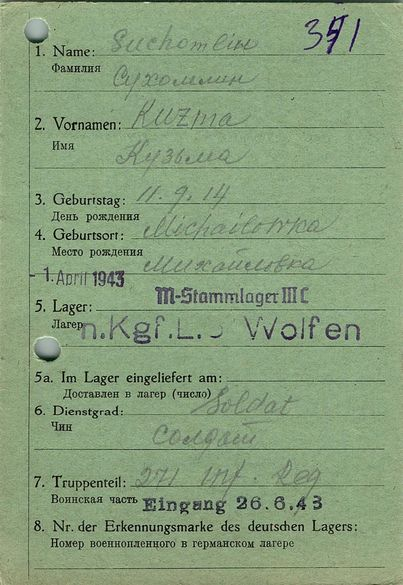 351
1. Name: Suchomlin
Фамилия Сухомлин
2. Vornamen: Kuzma
Имя Кузьма
3. Geburtstag: 11. 9. 14
День рождения
4. Geburtsort: Michailowka
Место рождения Михайловка
- 1. April 1943
M-Stammlager III C
5. Lager:
Лагерь n. Kgf. L. Wolfen
5a. Im Lager eingeliefert am:
Доставлен в лагерь (число)
6. Dienstgrad: Soldat
Чин Солдат
7. Truppenteil: 271 Inf. Reg
Воинская часть Eingang 26.6.43
8. Nr. der Erkennungsmarke des deutschen Lagers:
Номер военнопленного в германском лагере